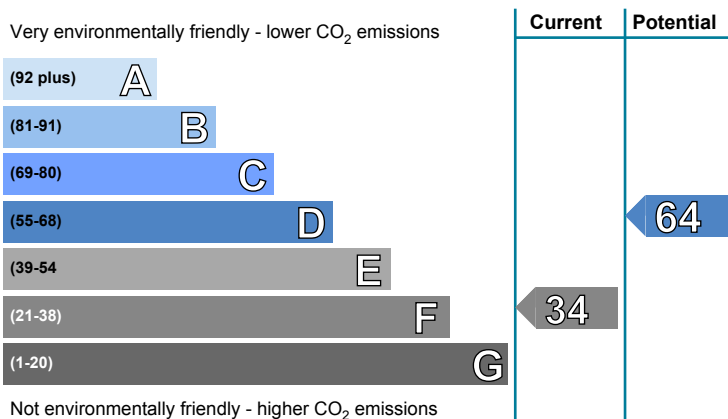 Current Potential
Very environmentally friendly - lower CO2 emissions
(92 plus) A
(81-91) B
(69-80) C
(55-68) D
64
(39-54 E
(21-38) F
34
(1-20) G
Not environmentally friendly - higher CO2 emissions